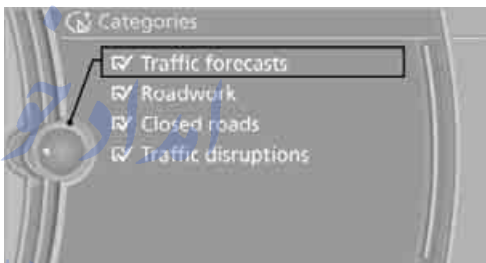 Categories
Traffic forecasts
Roadwork
Closed roads
Traffic disruptions